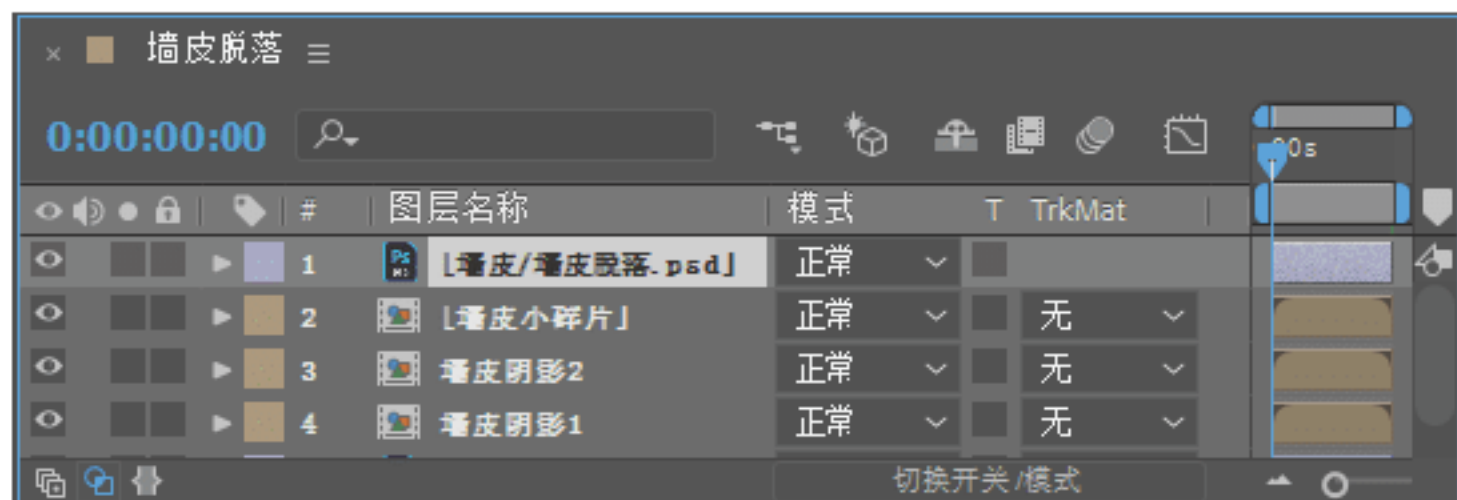 × 墙皮脱落
0:00:00:00
00s
# 图层名称 模式 T TrkMat
1 Ps [墙皮/墙皮脱落.psd] 正常
2 [墙皮小碎片] 正常 无
3 墙皮阴影2 正常 无
4 墙皮阴影1 正常 无
切换开关/模式